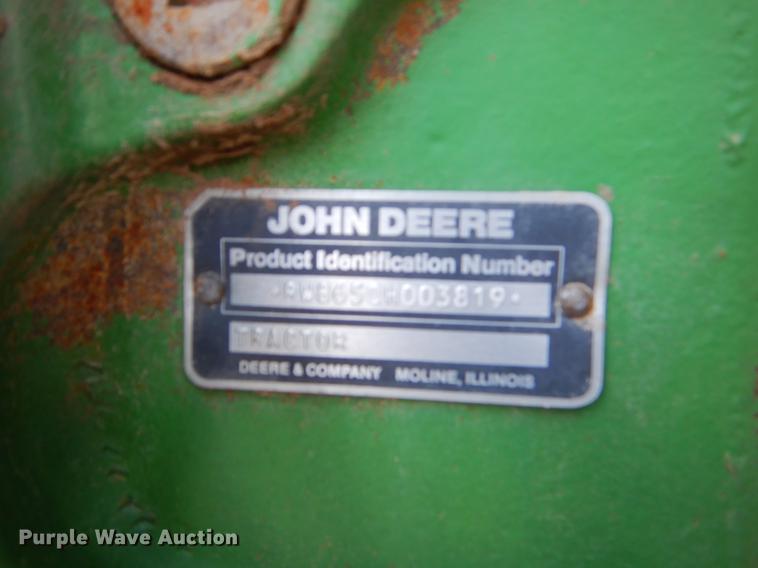 JOHN DEERE
Product Identification Number
TRACTOR
DEERE & COMPANY MOLINE, ILLINOIS
Purple Wave Auction